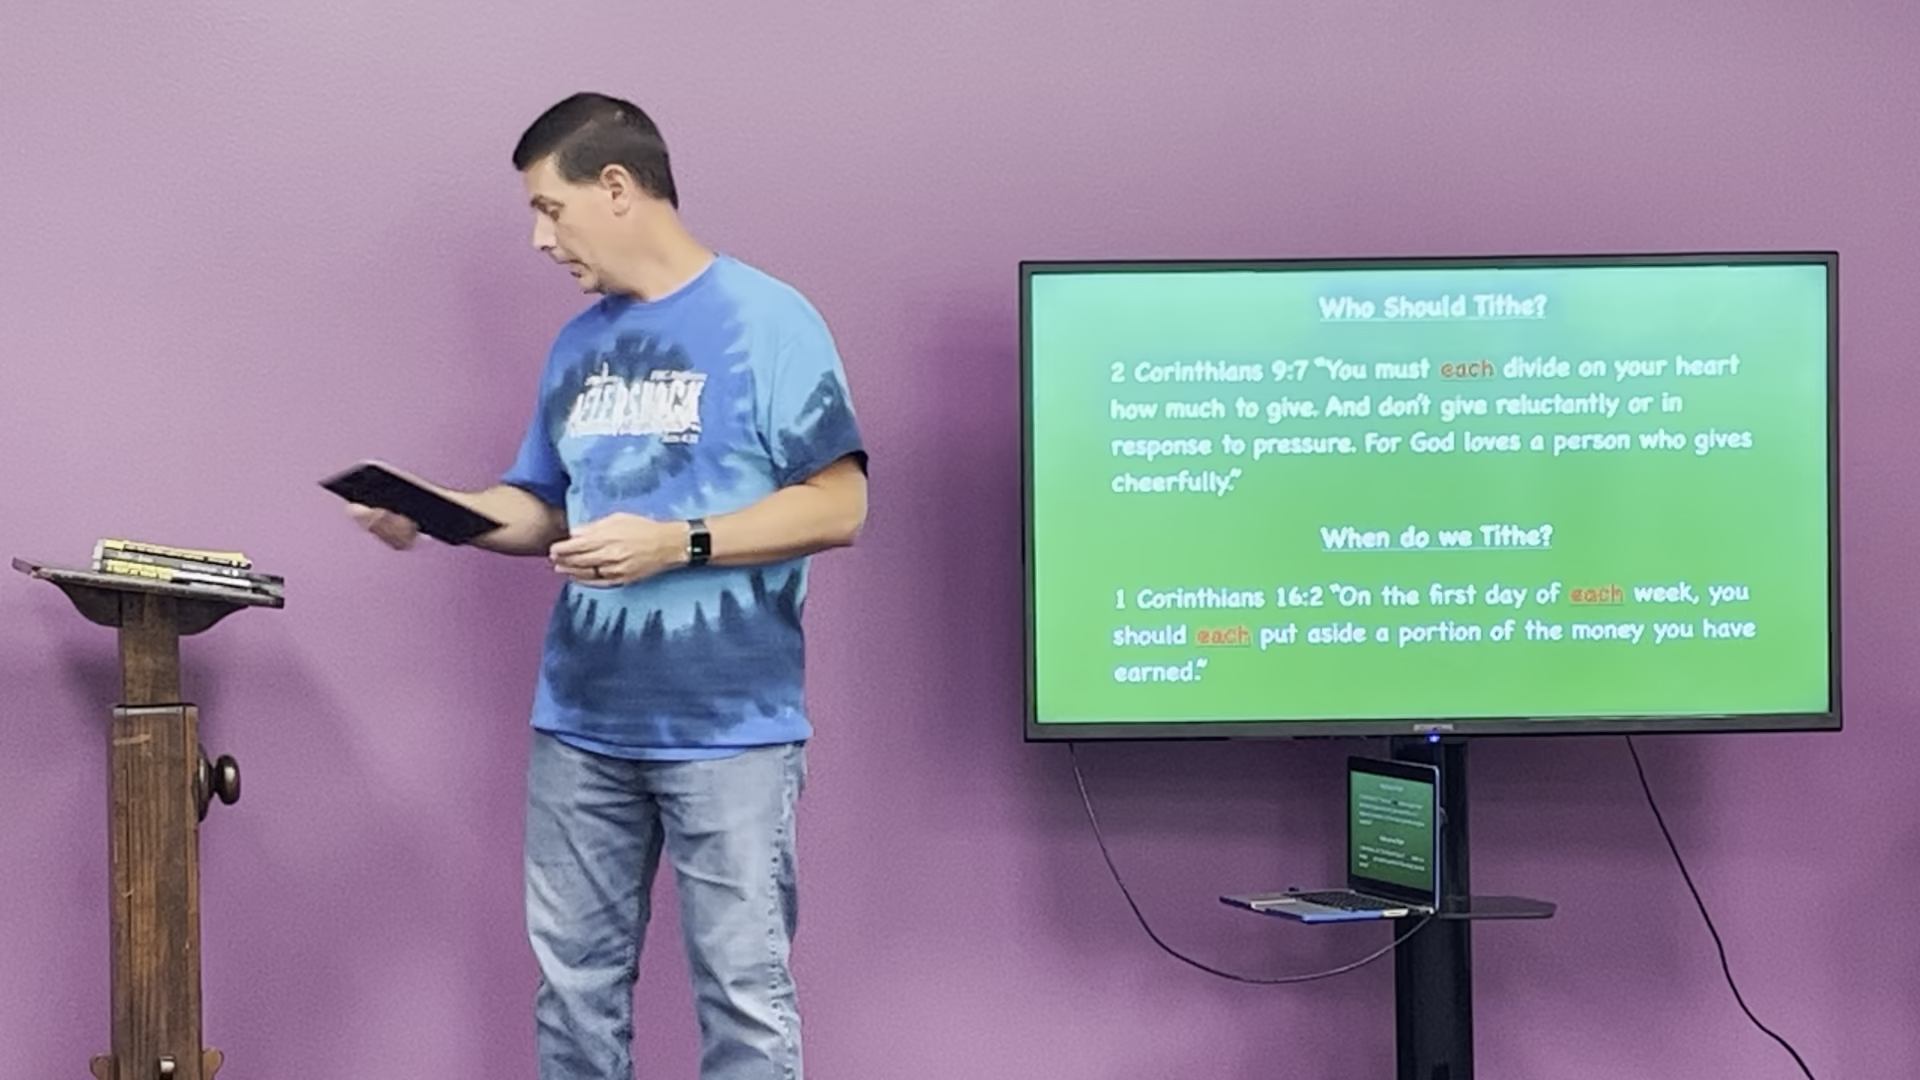 AFTERSHOCK
Who Should Tithe?
2 Corinthians 9:7 "You must each divide on your heart
how much to give. And don't give reluctantly or in
response to pressure. For God loves a person who gives
cheerfully."
When do we Tithe?
1 Corinthians 16:2 "On the first day of each week, you
should each put aside a portion of the money you have
earned."